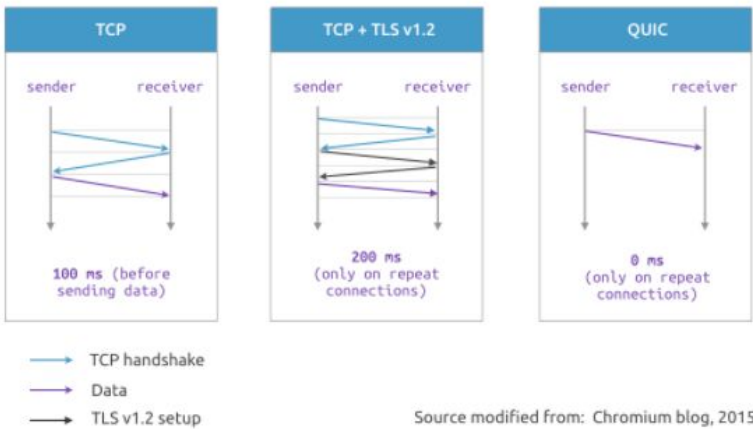 TCP
TCP + TLS v1.2
QUIC
sender receiver
sender receiver
sender receiver
100 ms (before
sending data)
200 ms
(only on repeat
connections)
0 ms
(only on repeat
connections)
TCP handshake
Data
TLS v1.2 setup
Source modified from: Chromium blog, 2015